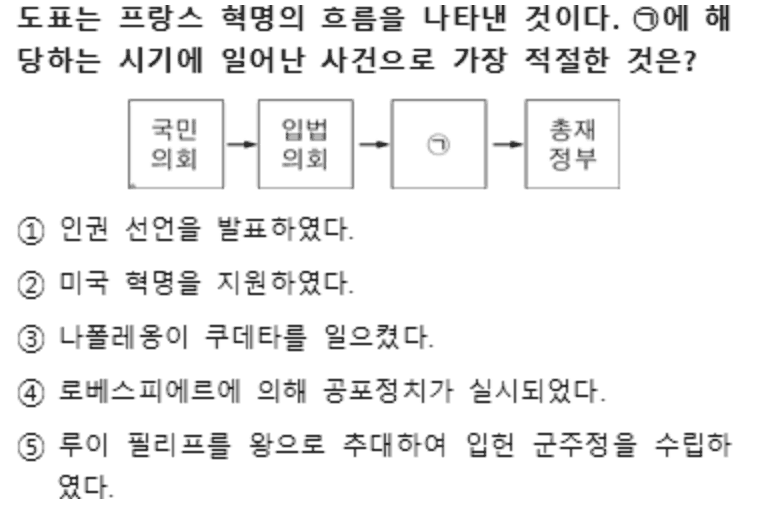 도표는 프랑스 혁명의 흐름을 나타낸 것이다. ㉠에 해
당하는 시기에 일어난 사건으로 가장 적절한 것은?
국민 의회 → 입법 의회 → ㉠ → 총재 정부
① 인권 선언을 발표하였다.
② 미국 혁명을 지원하였다.
③ 나폴레옹이 쿠데타를 일으켰다.
④ 로베스피에르에 의해 공포정치가 실시되었다.
⑤ 루이 필리프를 왕으로 추대하여 입헌 군주정을 수립하
였다.